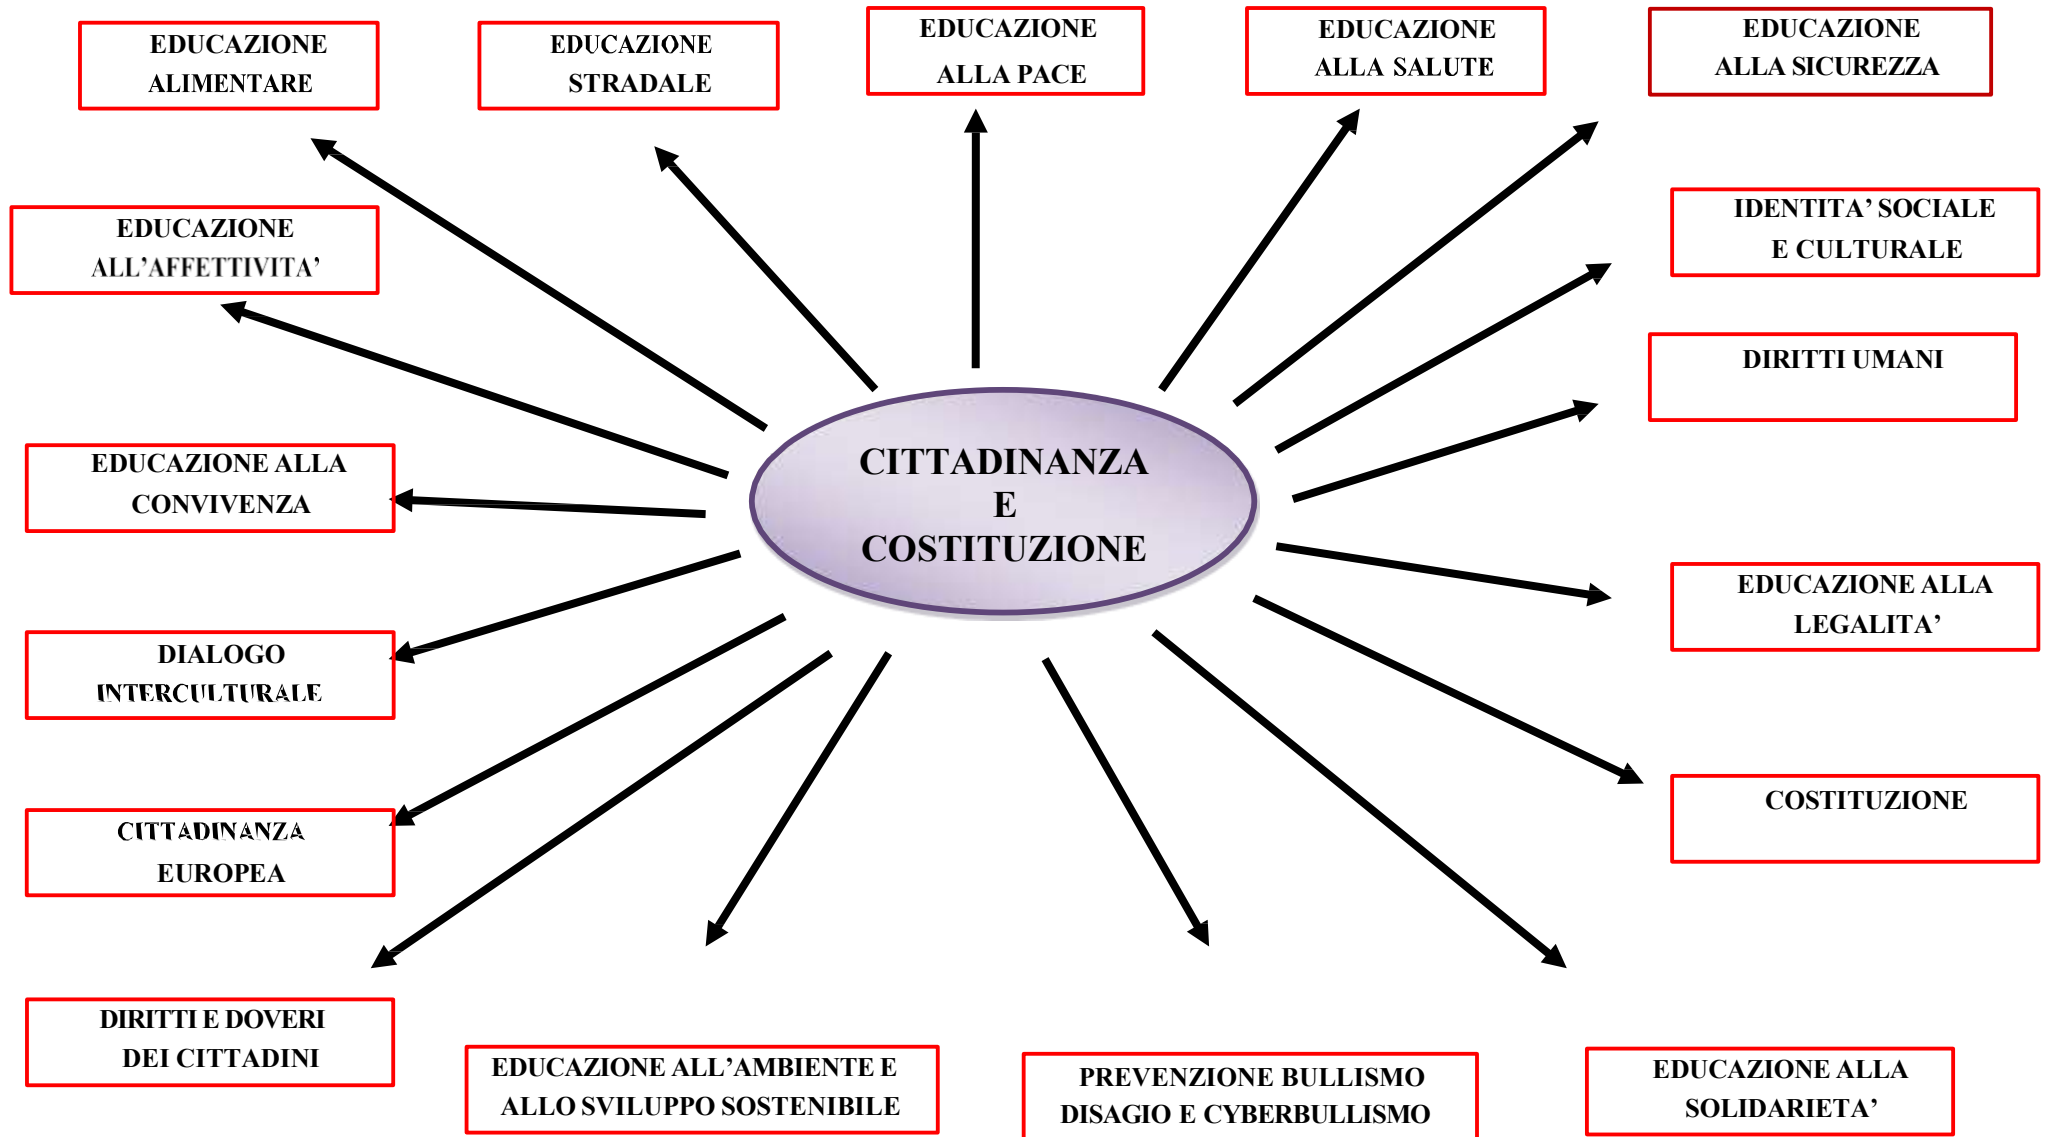 EDUCAZIONE
ALIMENTARE
EDUCAZIONE
STRADALE
EDUCAZIONE
ALLA PACE
EDUCAZIONE
ALLA SALUTE
EDUCAZIONE
ALLA SICUREZZA
EDUCAZIONE
ALL'AFFETTIVITA'
IDENTITA' SOCIALE
E CULTURALE
DIRITTI UMANI
EDUCAZIONE ALLA
CONVIVENZA
CITTADINANZA
E
COSTITUZIONE
EDUCAZIONE ALLA
LEGALITA'
DIALOGO
INTERCULTURALE
COSTITUZIONE
CITTADINANZA
EUROPEA
DIRITTI E DOVERI
DEI CITTADINI
EDUCAZIONE ALL'AMBIENTE E
ALLO SVILUPPO SOSTENIBILE
PREVENZIONE BULLISMO
DISAGIO E CYBERBULLISMO
EDUCAZIONE ALLA
SOLIDARIETA'